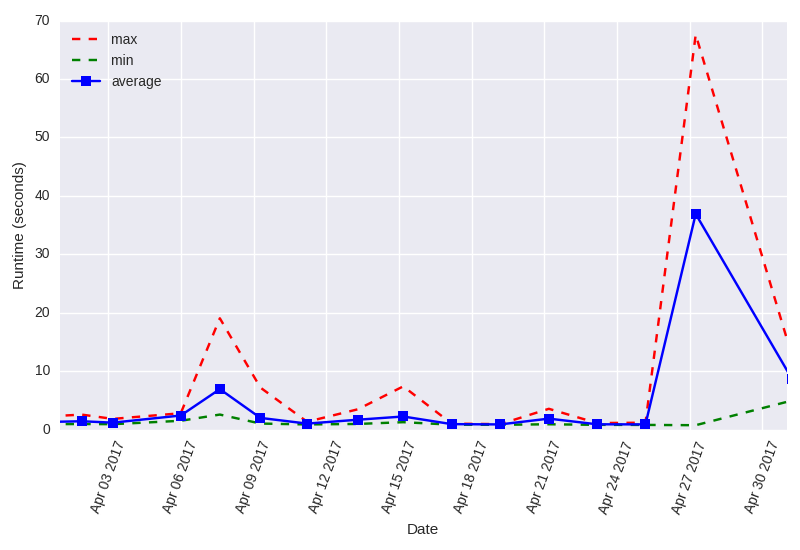 70
60
50
40
30
20
10
0
Runtime (seconds)
max
min
average
Apr 03 2017
Apr 06 2017
Apr 09 2017
Apr 12 2017
Apr 15 2017
Apr 18 2017
Apr 21 2017
Apr 24 2017
Apr 27 2017
Apr 30 2017
Date